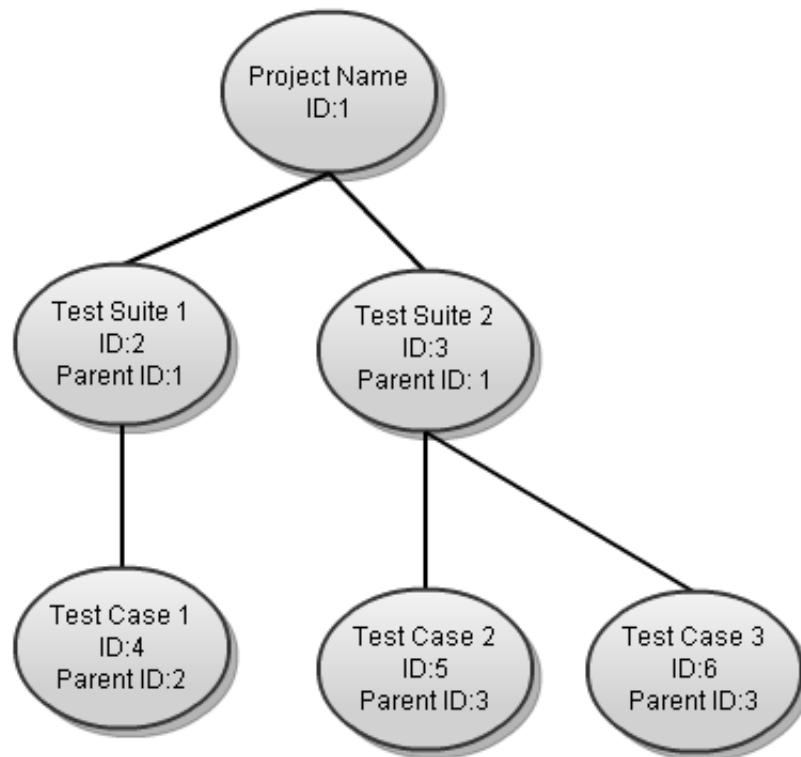 Project Name
ID:1
Test Suite 1
ID:2
Parent ID:1
Test Suite 2
ID:3
Parent ID: 1
Test Case 1
ID:4
Parent ID:2
Test Case 2
ID:5
Parent ID:3
Test Case 3
ID:6
Parent ID:3